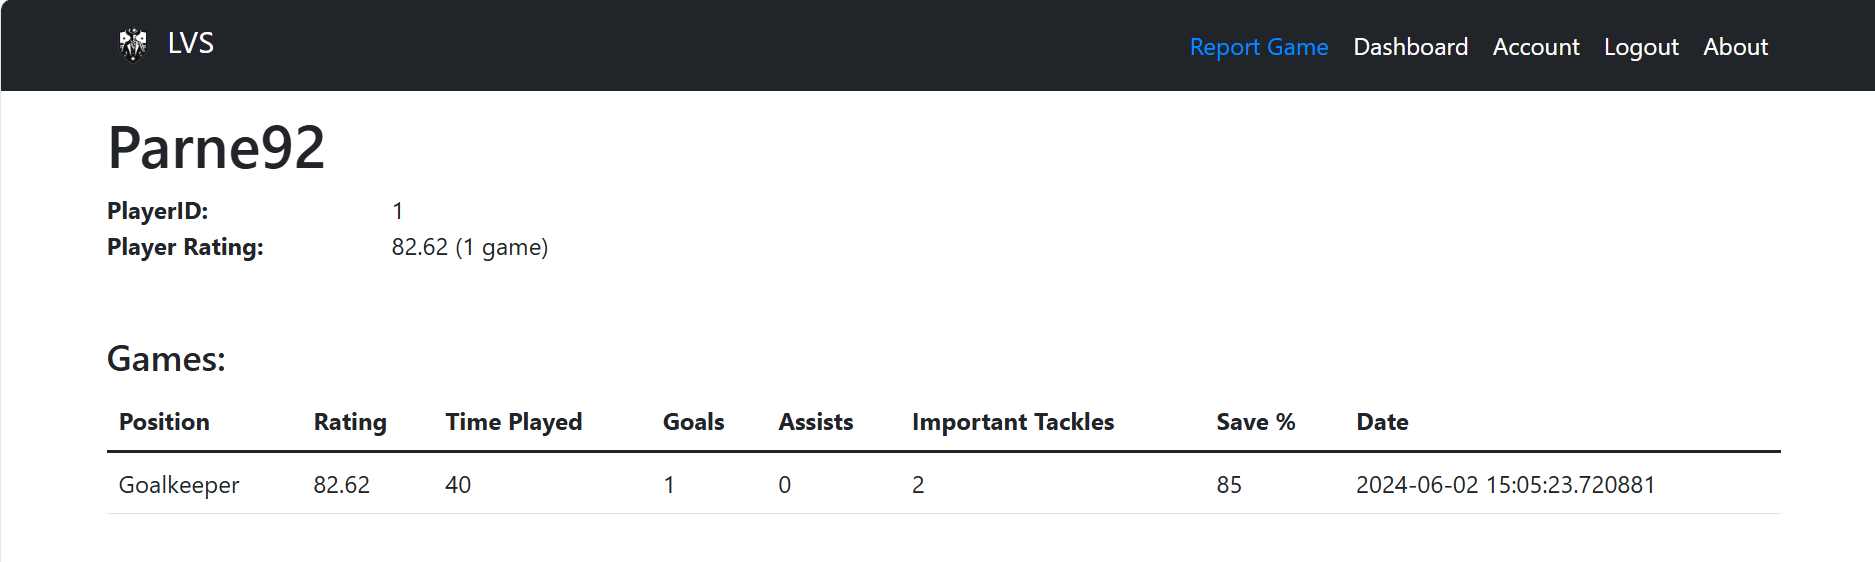 LVS
Report Game Dashboard Account Logout About
Parne92
PlayerID: 1
Player Rating: 82.62 (1 game)
Games:
Position Rating Time Played Goals Assists Important Tackles Save % Date
Goalkeeper 82.62 40 1 0 2 85 2024-06-02 15:05:23.720881